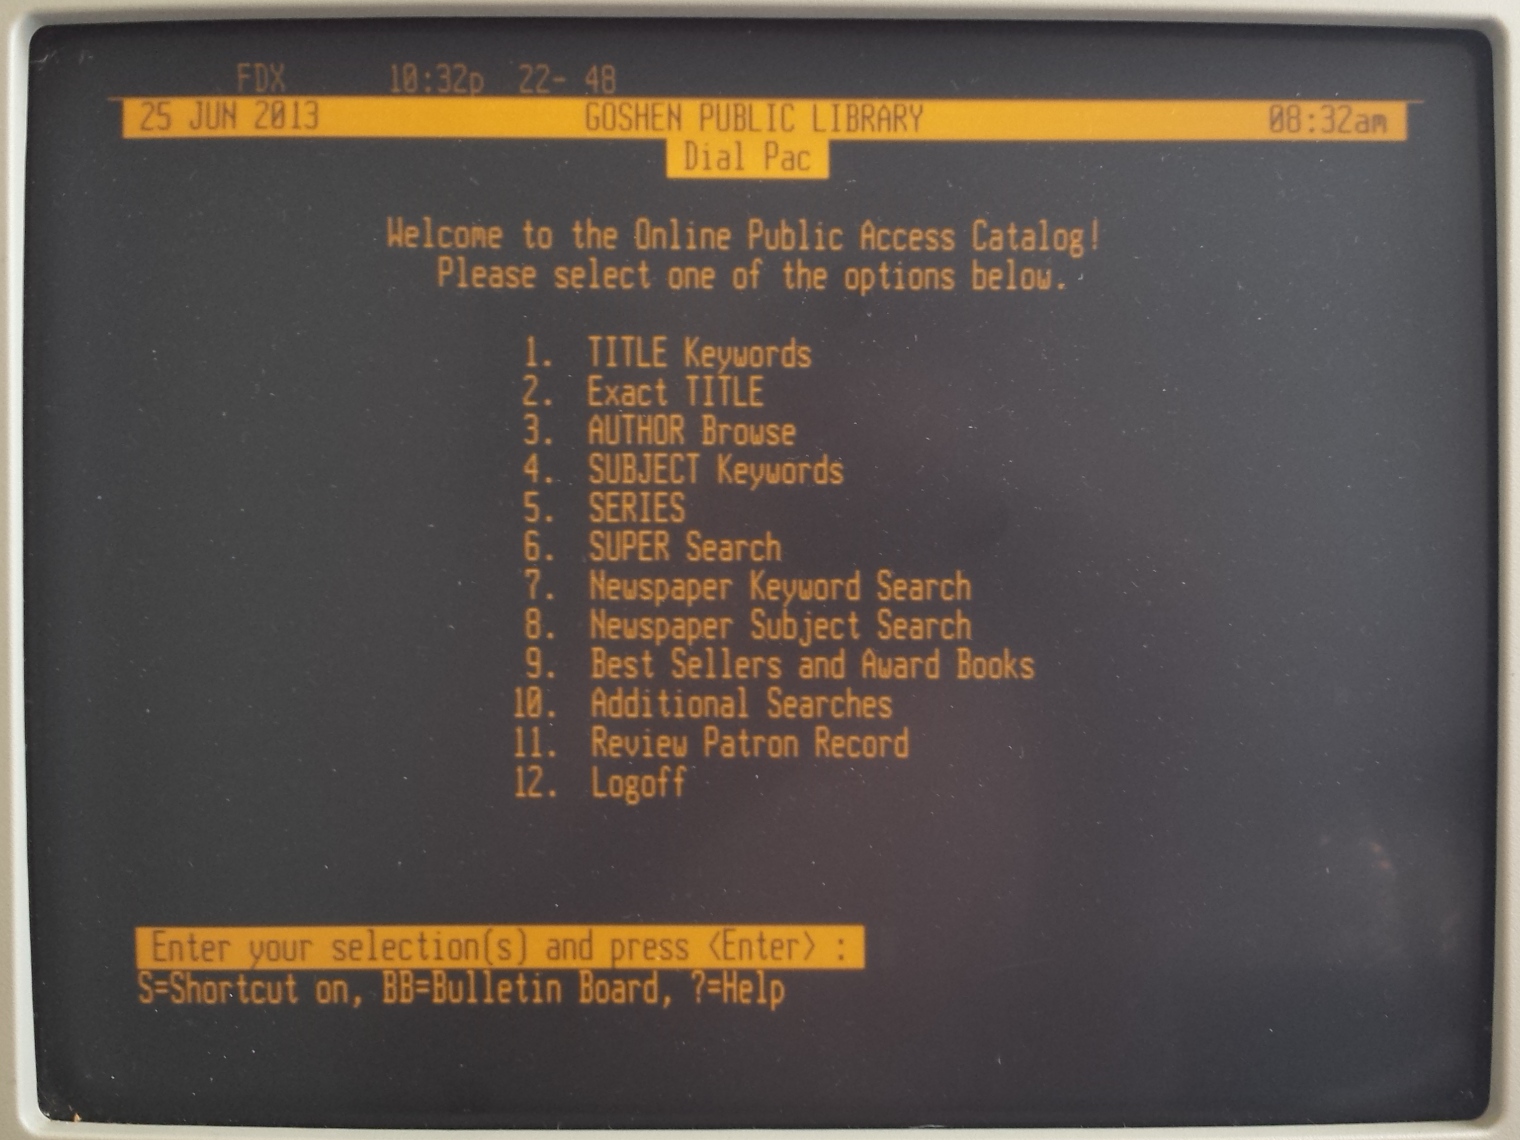 FDX 10:32p 22- 48
25 JUN 2013 GOSHEN PUBLIC LIBRARY 08:32am
Dial Pac
Welcome to the Online Public Access Catalog!
Please select one of the options below.
1. TITLE Keywords
2. Exact TITLE
3. AUTHOR Browse
4. SUBJECT Keywords
5. SERIES
6. SUPER Search
7. Newspaper Keyword Search
8. Newspaper Subject Search
9. Best Sellers and Award Books
10. Additional Searches
11. Review Patron Record
12. Logoff
Enter your selection(s) and press <Enter> :
S=Shortcut on, BB=Bulletin Board, ?=Help